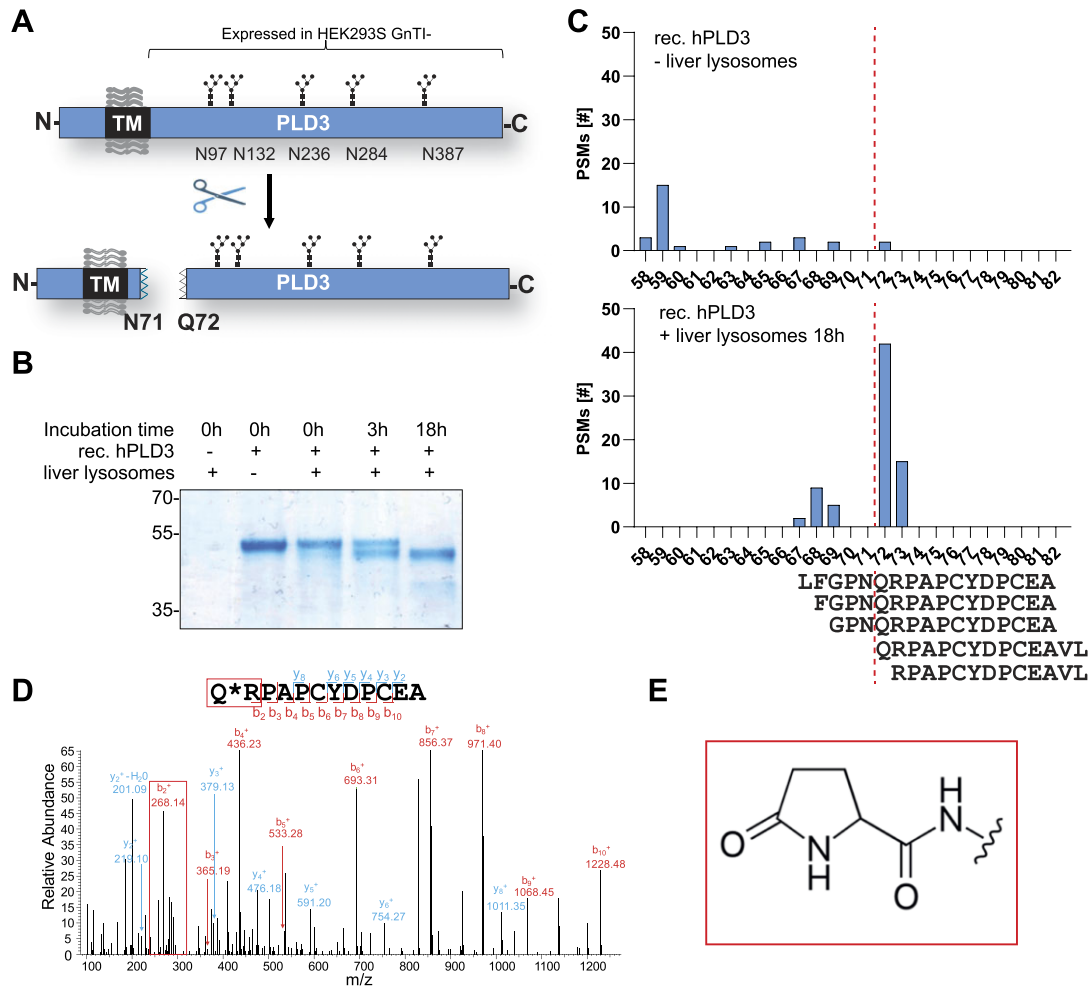 A
Expressed in HEK293S GnTI-
N- TM PLD3 -C
N97 N132 N236 N284 N387
N- TM PLD3 -C
N71 Q72
B
Incubation time 0h 0h 0h 3h 18h
rec. hPLD3 - + + + +
liver lysosomes + - + + +
70-
55-
35-
C
PSMs [#]
50
40
30
20
10
0
rec. hPLD3
- liver lysosomes
58 59 60 61 62 63 64 65 66 67 68 69 70 71 72 73 74 75 76 77 78 79 80 81 82
PSMs [#]
50
40
30
20
10
0
rec. hPLD3
+ liver lysosomes 18h
58 59 60 61 62 63 64 65 66 67 68 69 70 71 72 73 74 75 76 77 78 79 80 81 82
LFGPNQRPAPCYDPCEA
FGPNQRPAPCYDPCEA
GPNQRPAPCYDPCEA
QRPAPCYDPCEAVL
RPAPCYDPCEAVL
D
y8 y6 y5 y4 y3 y2
Q*RPAPCYDPCEA
b2 b3 b4 b5 b6 b7 b8 b9 b10
Relative Abundance
65
60
55
50
45
40
35
30
25
20
15
10
5
0
y2+-H20
201.09
y2+
219.10
b2+
268.14
b3+
365.19
y3+
379.13
b4+
436.23
y4+
476.18
b5+
533.28
y5+
591.20
b6+
693.31
y6+
754.27
b7+
856.37
b8+
971.40
y8+
1011.35
b9+
1068.45
b10+
1228.48
100 200 300 400 500 600 700 800 900 1000 1100 1200
m/z
E
O
N
H
O
H
N